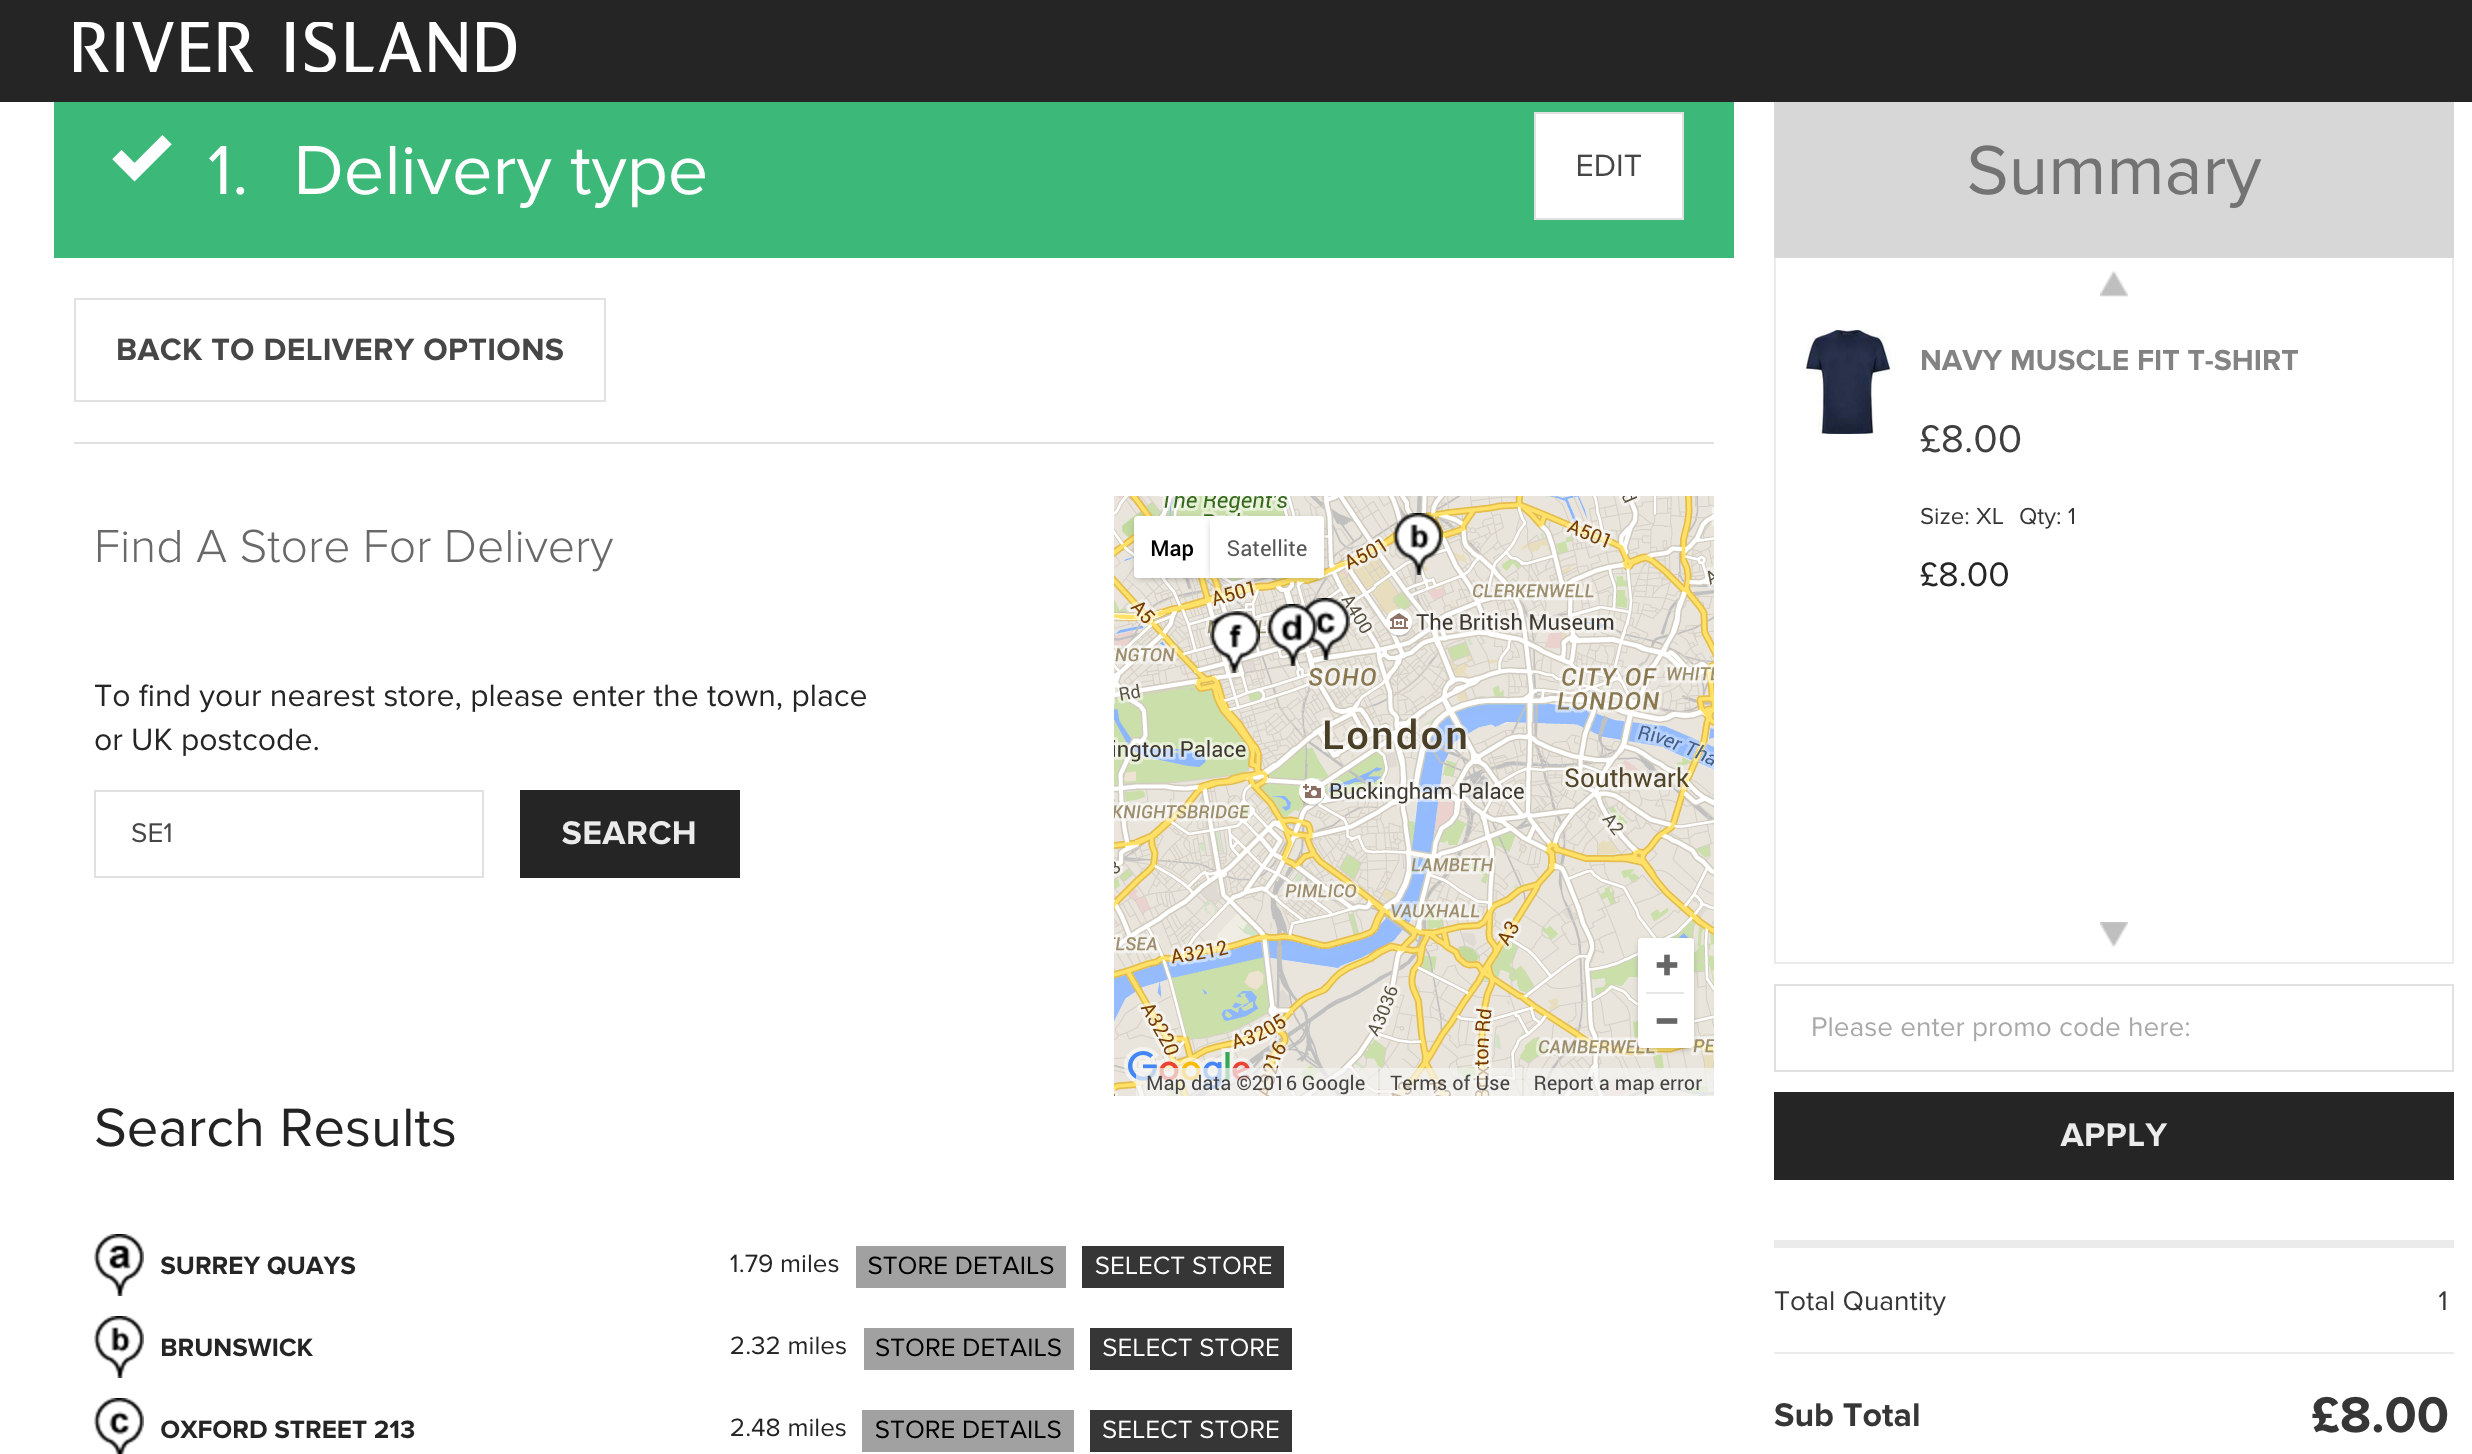 RIVER ISLAND
1. Delivery type
EDIT
BACK TO DELIVERY OPTIONS
Find A Store For Delivery
To find your nearest store, please enter the town, place
or UK postcode.
SE1
SEARCH
The Regent's
Map
Satellite
A501
A501
A501
A5
A400
b
f
d
c
CLERKENWELL
The British Museum
NGTON
Rd
SOHO
CITY OF
LONDON
WHIT
London
River Tha
ington Palace
Southwark
Buckingham Palace
KNIGHTSBRIDGE
A2
LAMBETH
PIMLICO
VAUXHALL
LSEA
A3212
A3
A3036
A3220
A3205
xton Rd
CAMBERWEL
PE
Google
Map data ©2016 Google
Terms of Use
Report a map error
+
−
Search Results
a SURREY QUAYS 1.79 miles STORE DETAILS SELECT STORE
b BRUNSWICK 2.32 miles STORE DETAILS SELECT STORE
c OXFORD STREET 213 2.48 miles STORE DETAILS SELECT STORE
Summary
NAVY MUSCLE FIT T-SHIRT
£8.00
Size: XL Qty: 1
£8.00
Please enter promo code here:
APPLY
Total Quantity 1
Sub Total £8.00